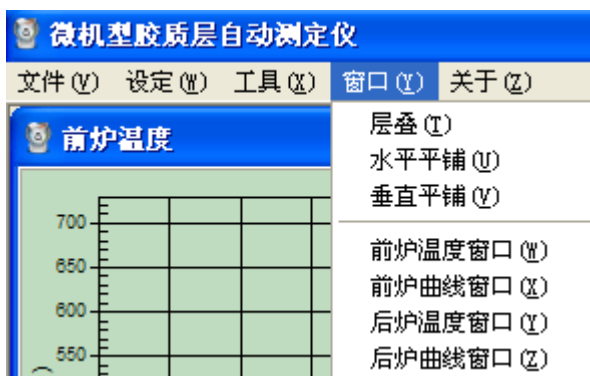 微机型胶质层自动测定仪
文件(V) 设定(W) 工具(X) 窗口(Y) 关于(Z)
层叠(T)
水平平铺(U)
垂直平铺(V)
前炉温度窗口(W)
前炉曲线窗口(X)
后炉温度窗口(Y)
后炉曲线窗口(Z)
前炉温度
700
650
600
550